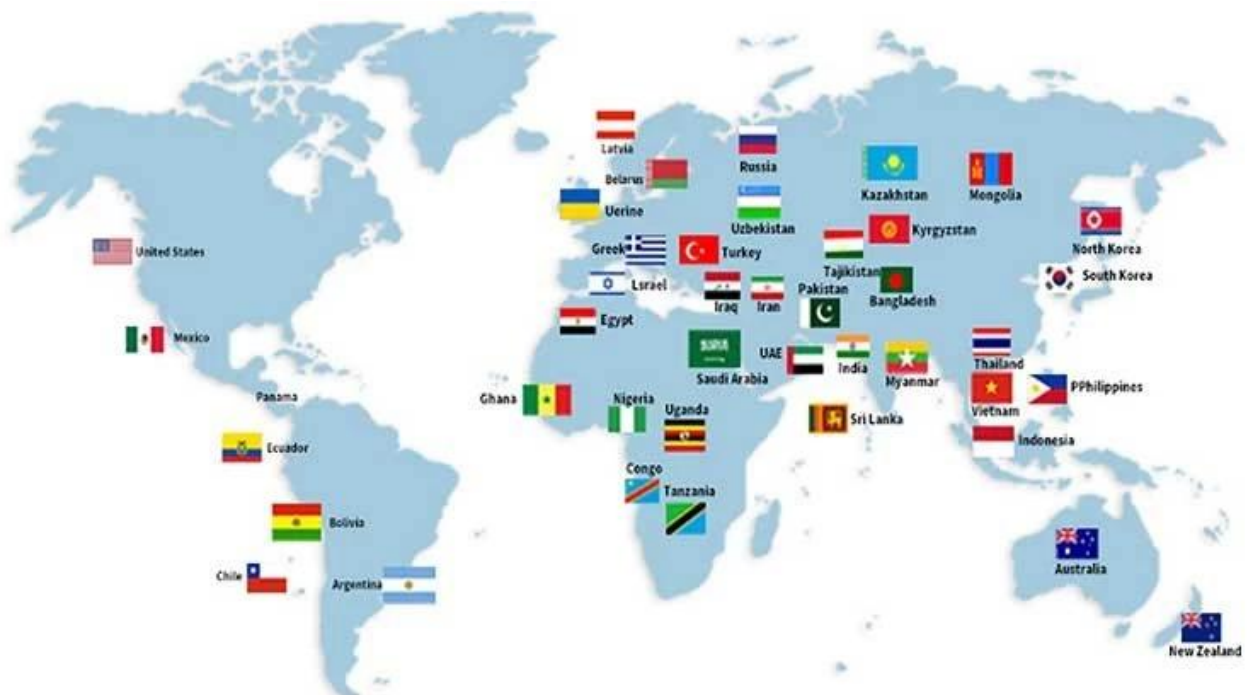 Latvia
Russia
Belarus
Kazakhstan
Mongolia
Uerine
Uzbekistan
Kyrgyzstan
North Korea
United States
Greek
Turkey
Tajikistan
South Korea
Lsrael
Iraq
Iran
Pakistan
Bangladesh
Egypt
Mexico
Saudi Arabia
UAE
India
Myanmar
Thailand
Panama
Ghana
Nigeria
Uganda
Vietnam
PPhilippines
Sri Lanka
Ecuador
Indonesia
Congo
Tanzania
Bolivia
Chile
Argentina
Australia
New Zealand